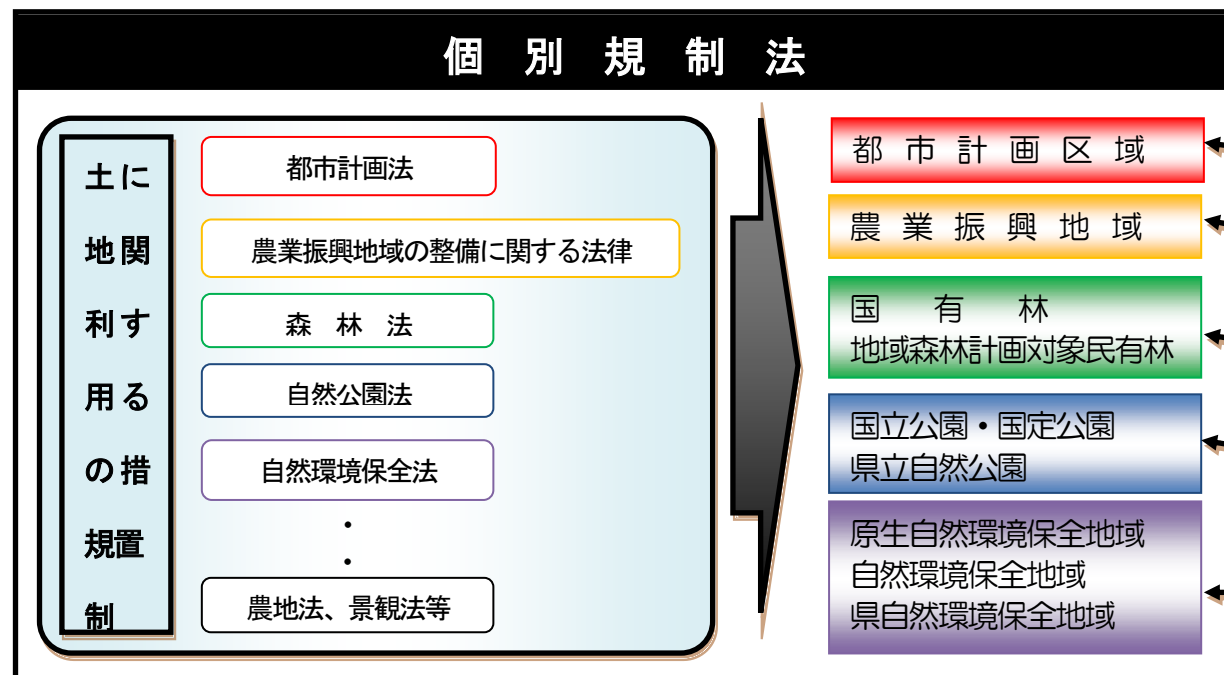 個別規制法
土地利用の規制
に関する措置
都市計画法
農業振興地域の整備に関する法律
森林法
自然公園法
自然環境保全法
・
・
農地法、景観法等
都市計画区域
農業振興地域
国有林
地域森林計画対象民有林
国立公園・国定公園
県立自然公園
原生自然環境保全地域
自然環境保全地域
県自然環境保全地域